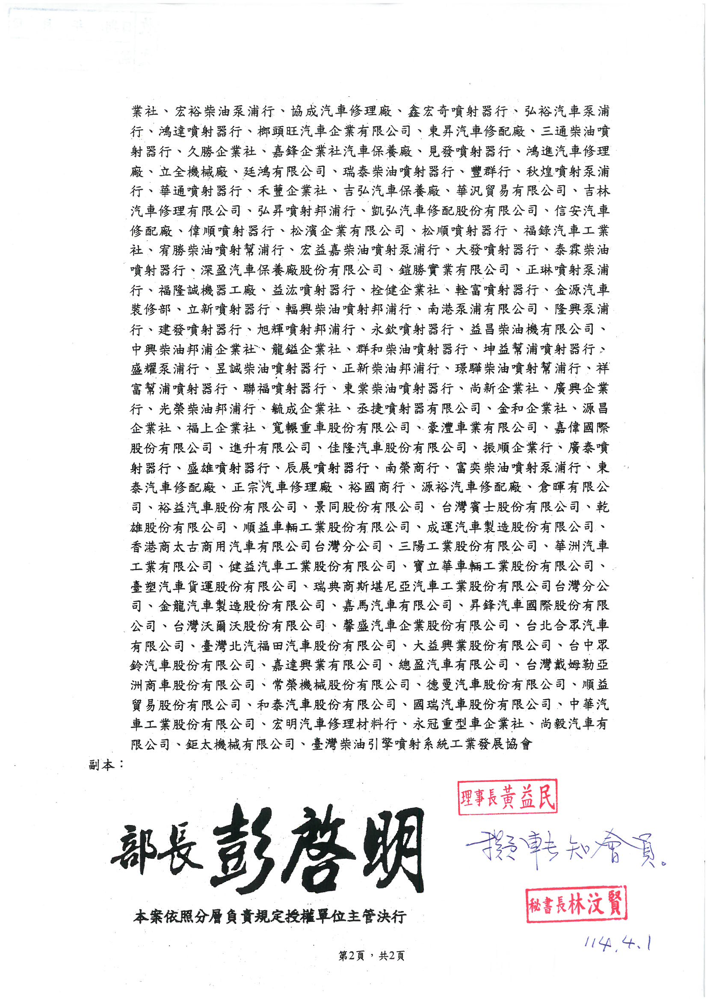 業社、宏裕柴油泵浦行、協成汽車修理廠、鑫宏奇噴射器行、弘裕汽車泵浦
行、鴻達噴射器行、榔頭旺汽車企業有限公司、東昇汽車修配廠、三通柴油噴
射器行、久勝企業社、嘉鋒企業社汽車保養廠、見發噴射器行、鴻進汽車修理
廠、立全機械廠、廷鴻有限公司、瑞泰柴油噴射器行、豐群行、秋煌噴射泵浦
行、華通噴射器行、禾豐企業社、吉弘汽車保養廠、華汎貿易有限公司、吉林
汽車修理有限公司、弘昇噴射邦浦行、凱弘汽車修配股份有限公司、信安汽車
修配廠、偉順噴射器行、松濱企業有限公司、松順噴射器行、福錄汽車工業
社、宥勝柴油噴射幫浦行、宏益嘉柴油噴射泵浦行、大發噴射器行、泰霖柴油
噴射器行、深盈汽車保養廠股份有限公司、鎧勝實業有限公司、正琳噴射泵浦
行、福隆誠機器工廠、益汯噴射器行、栓健企業社、輇富噴射器行、金源汽車
裝修部、立新噴射器行、輻興柴油噴射邦浦行、南港泵浦有限公司、隆興泵浦
行、建發噴射器行、旭輝噴射邦浦行、永欽噴射器行、益昌柴油機有限公司、
中興柴油邦浦企業社、龍鎰企業社、群和柴油噴射器行、坤益幫浦噴射器行、
盛耀泵浦行、昱誠柴油噴射器行、正新柴油邦浦行、璟驊柴油噴射幫浦行、祥
富幫浦噴射器行、聯福噴射器行、東棠柴油噴射器行、尚新企業社、廣興企業
行、光榮柴油邦浦行、毓成企業社、丞捷噴射器有限公司、金和企業社、源昌
企業社、福上企業社、寬輾重車股份有限公司、豪灃車業有限公司、嘉偉國際
股份有限公司、進升有限公司、佳隆汽車股份有限公司、振順企業行、廣泰噴
射器行、盛雄噴射器行、辰展噴射器行、南榮商行、富奕柴油噴射泵浦行、東
泰汽車修配廠、正宗汽車修理廠、裕國商行、源裕汽車修配廠、倉暉有限公
司、裕益汽車股份有限公司、景同股份有限公司、台灣賓士股份有限公司、乾
雄股份有限公司、順益車輛工業股份有限公司、成運汽車製造股份有限公司、
香港商太古商用汽車有限公司台灣分公司、三陽工業股份有限公司、華洲汽車
工業有限公司、健益汽車工業股份有限公司、寶立華車輛工業股份有限公司、
臺塑汽車貨運股份有限公司、瑞典商斯堪尼亞汽車工業股份有限公司台灣分公
司、金龍汽車製造股份有限公司、嘉馬汽車有限公司、昇鋒汽車國際股份有限
公司、台灣沃爾沃股份有限公司、馨盛汽車企業股份有限公司、台北合眾汽車
有限公司、臺灣北汽福田汽車股份有限公司、大益興業股份有限公司、台中眾
鈴汽車股份有限公司、嘉達興業有限公司、總盈汽車有限公司、台灣戴姆勒亞
洲商車股份有限公司、常榮機械股份有限公司、德曼汽車股份有限公司、順益
貿易股份有限公司、和泰汽車股份有限公司、國瑞汽車股份有限公司、中華汽
車工業股份有限公司、宏明汽車修理材料行、永冠重型車企業社、尚毅汽車有
限公司、鉅太機械有限公司、臺灣柴油引擎噴射系統工業發展協會
副本：
理事長黃益民
部長彭啓明
擬轉知會員。
秘書長林汶賢
本案依照分層負責規定授權單位主管決行
114.4.1
第2頁，共2頁